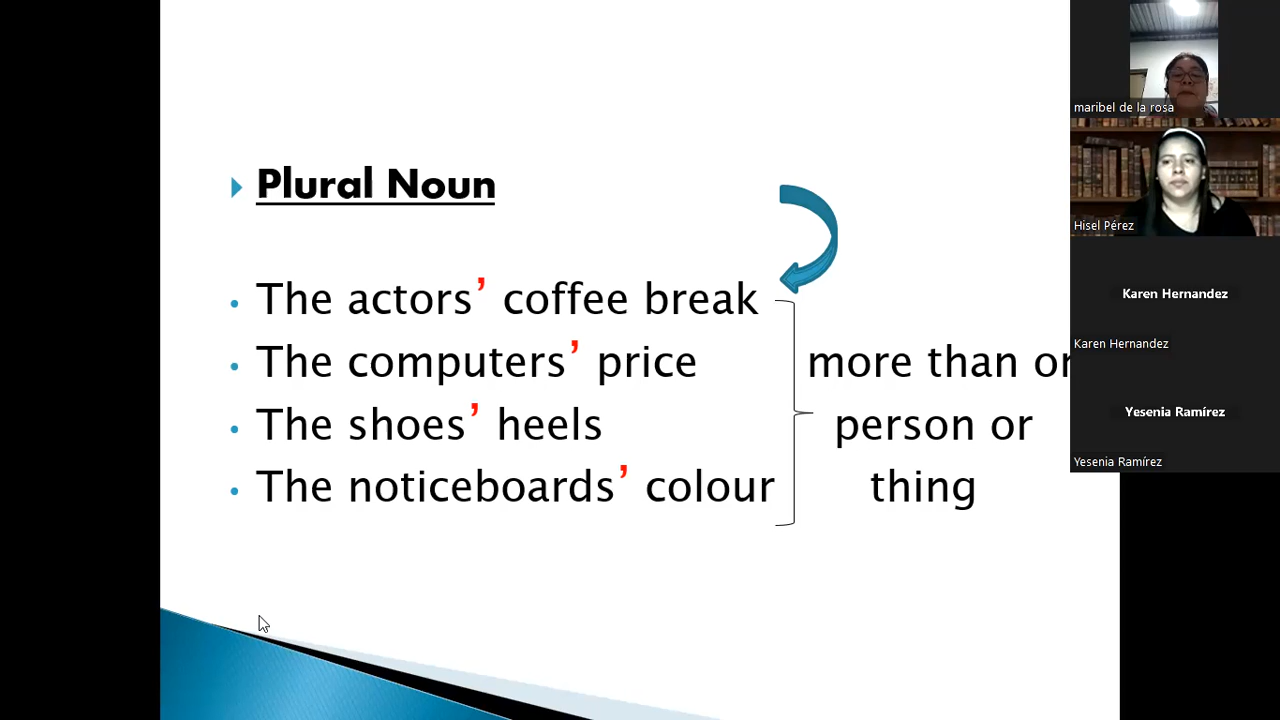 Plural Noun
The actors’ coffee break
The computers’ price
The shoes’ heels
The noticeboards’ colour
more than
person or
thing
maribel de la rosa
Hisel Pérez
Karen Hernandez
Karen Hernandez
Yesenia Ramírez
Yesenia Ramírez